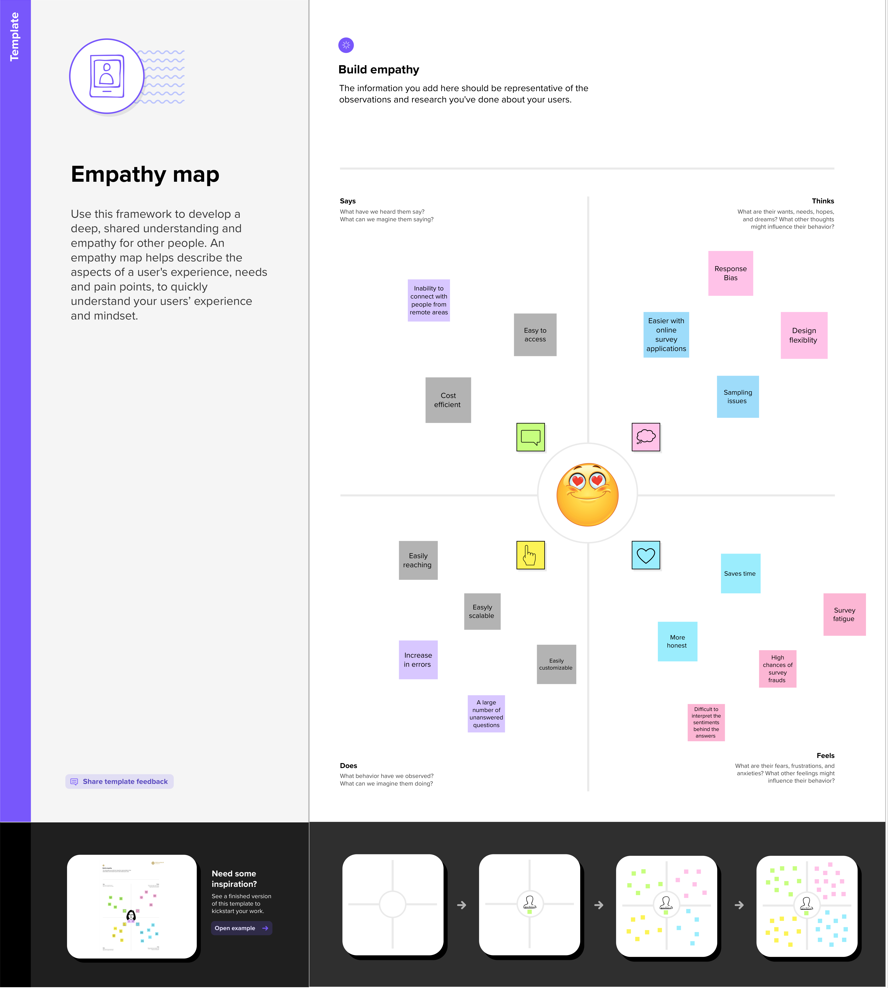 Template
Empathy map
Use this framework to develop a
deep, shared understanding and
empathy for other people. An
empathy map helps describe the
aspects of a user's experience, needs
and pain points, to quickly
understand your users' experience
and mindset.
Share template feedback
Build empathy
The information you add here should be representative of the
observations and research you've done about your users.
Says
What have we heard them say?
What can we magine them saying?
Inability to
connect with
people from
remote areas
Easy to
access
Cost
efficient
Thinks
What are their wants, needs, hopes,
and dreams? What other thoughts
might influence their behavior?
Response
Bias
Easier with
online
survey
applications
Design
flexiblity
Sampling
issues
Easily
reaching
Easyly
scalable
Increase
in errors
Easily
customizable
A large
number of
unanswered
questions
Does
What behavior have we observed?
What can we imagine them doing?
Saves time
Survey
fatigue
More
honest
High
chances of
survey
frauds
Difficult to
interpret the
sentiments
behind the
answers
Feels
What are their fears, frustrations, and
anxieties? What other feelings might
influence their behavior?
Need some
inspiration?
See a finished version
of this template to
kickstart your work.
Open example